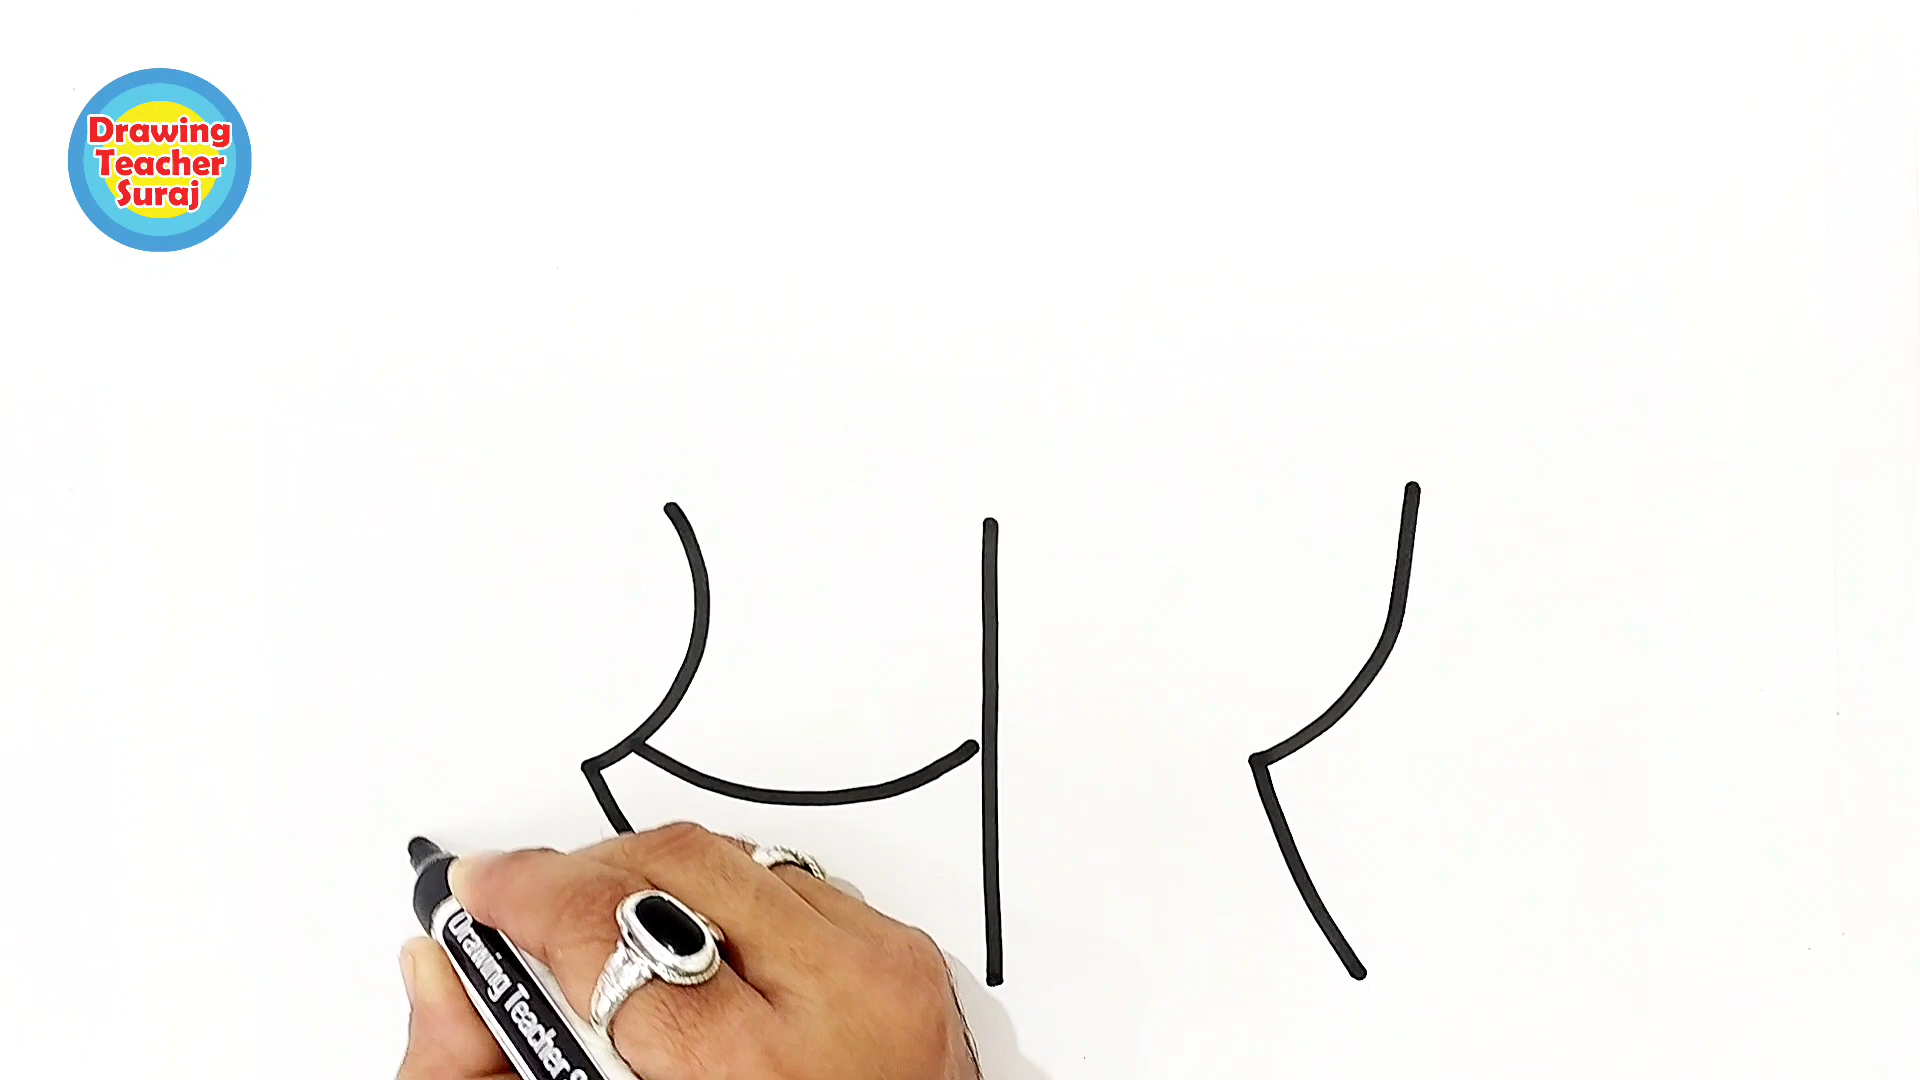 Drawing
Teacher
Suraj
स र
Drawing Teacher S